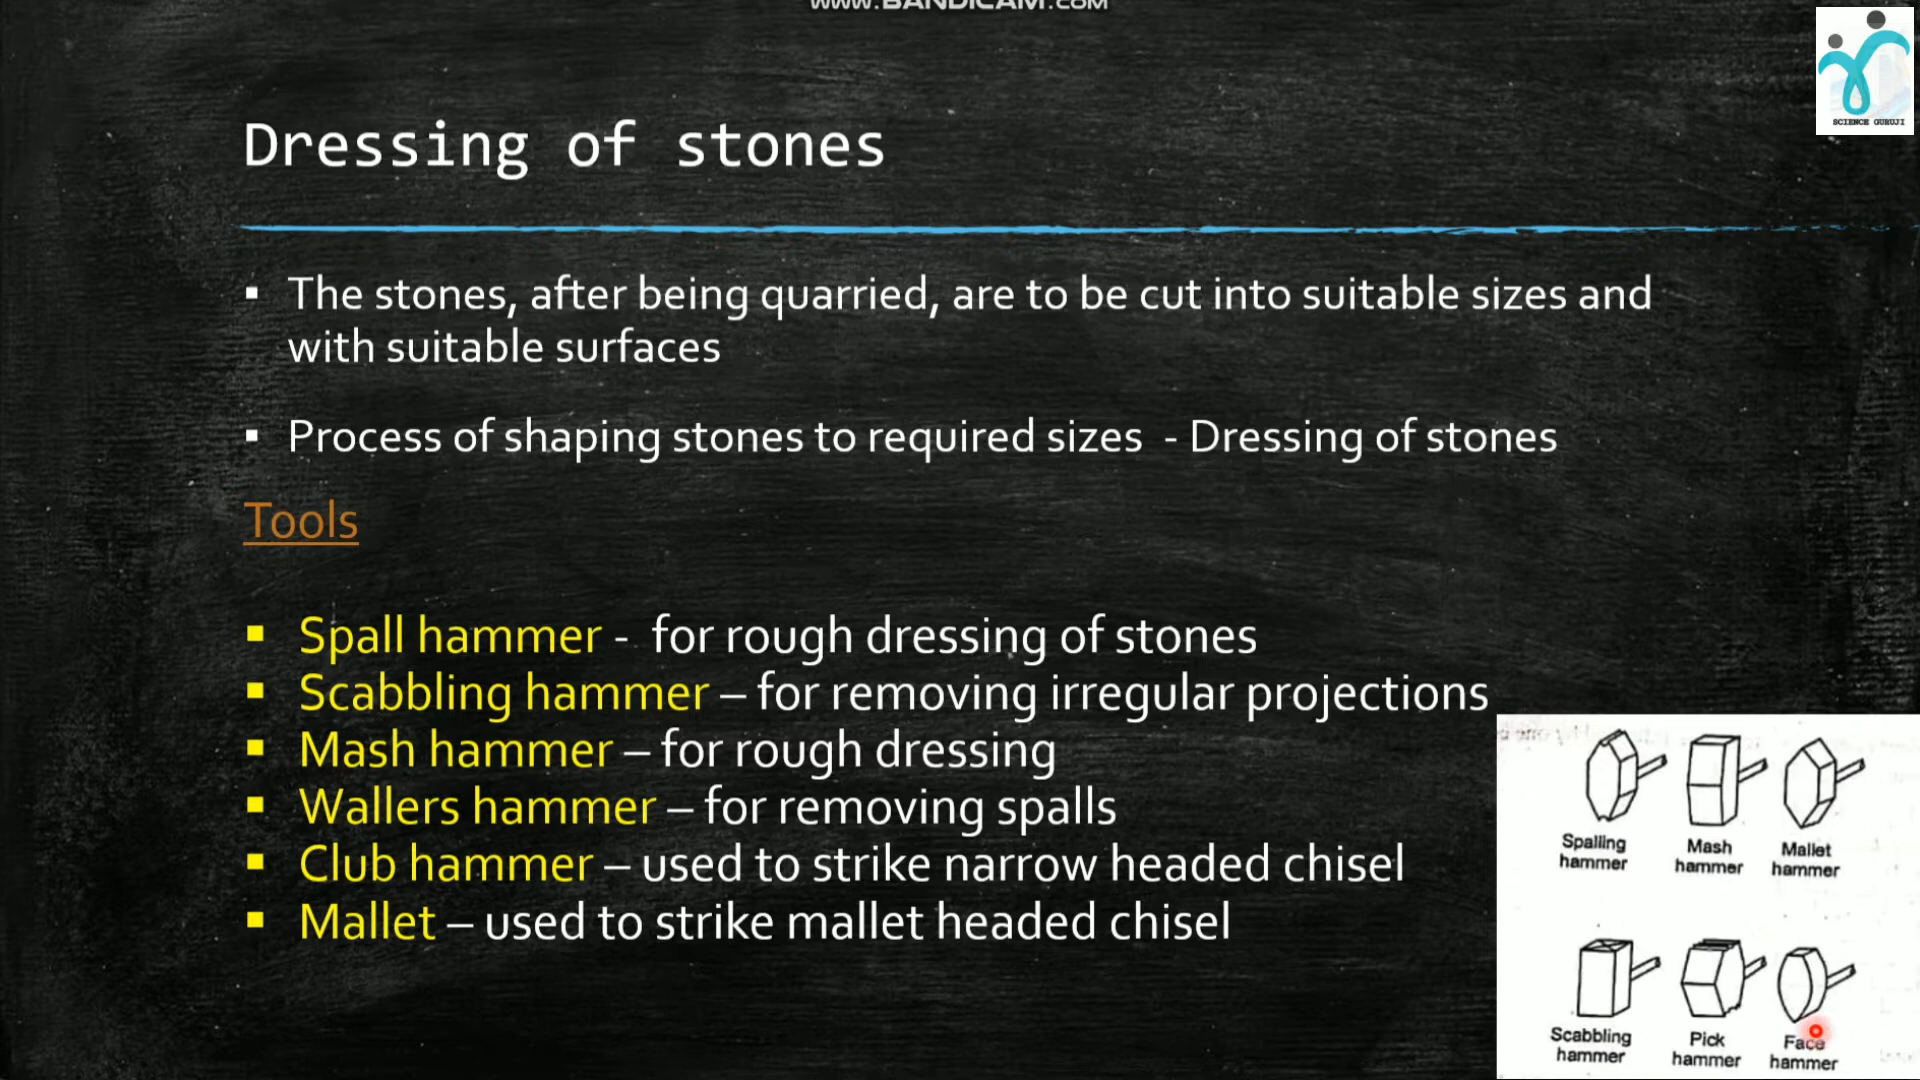 WWW.BANDICAM.COM
SCIENCE GURUJI
Dressing of stones
▪ The stones, after being quarried, are to be cut into suitable sizes and
with suitable surfaces
▪ Process of shaping stones to required sizes - Dressing of stones
Tools
▪ Spall hammer - for rough dressing of stones
▪ Scabbling hammer – for removing irregular projections
▪ Mash hammer – for rough dressing
▪ Wallers hammer – for removing spalls
▪ Club hammer – used to strike narrow headed chisel
▪ Mallet – used to strike mallet headed chisel
Spalling
hammer
Mash
hammer
Mallet
hammer
Scabbling
hammer
Pick
hammer
Face
hammer